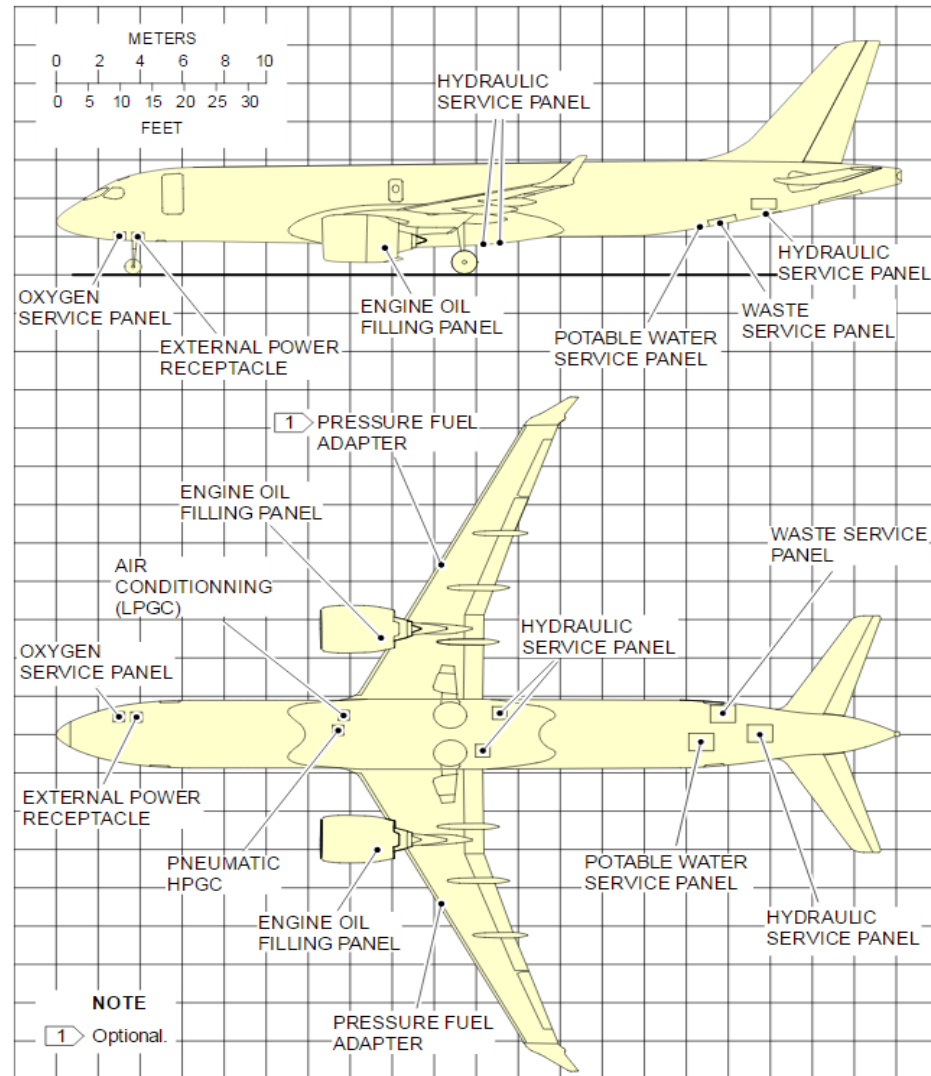 METERS
0 2 3 4 6 8 10
0 5 10 15 20 25 30
FEET
HYDRAULIC
SERVICE PANEL
OXYGEN
SERVICE PANEL
EXTERNAL POWER
RECEPTACLE
ENGINE OIL
FILLING PANEL
POTABLE WATER
SERVICE PANEL
WASTE
SERVICE PANEL
HYDRAULIC
SERVICE PANEL
1 PRESSURE FUEL
ADAPTER
ENGINE OIL
FILLING PANEL
AIR
CONDITIONNING
(LPGC)
OXYGEN
SERVICE PANEL
HYDRAULIC
SERVICE PANEL
WASTE SERVICE
PANEL
EXTERNAL POWER
RECEPTACLE
PNEUMATIC
HPGC
ENGINE OIL
FILLING PANEL
POTABLE WATER
SERVICE PANEL
HYDRAULIC
SERVICE PANEL
PRESSURE FUEL
ADAPTER
NOTE
1 Optional.